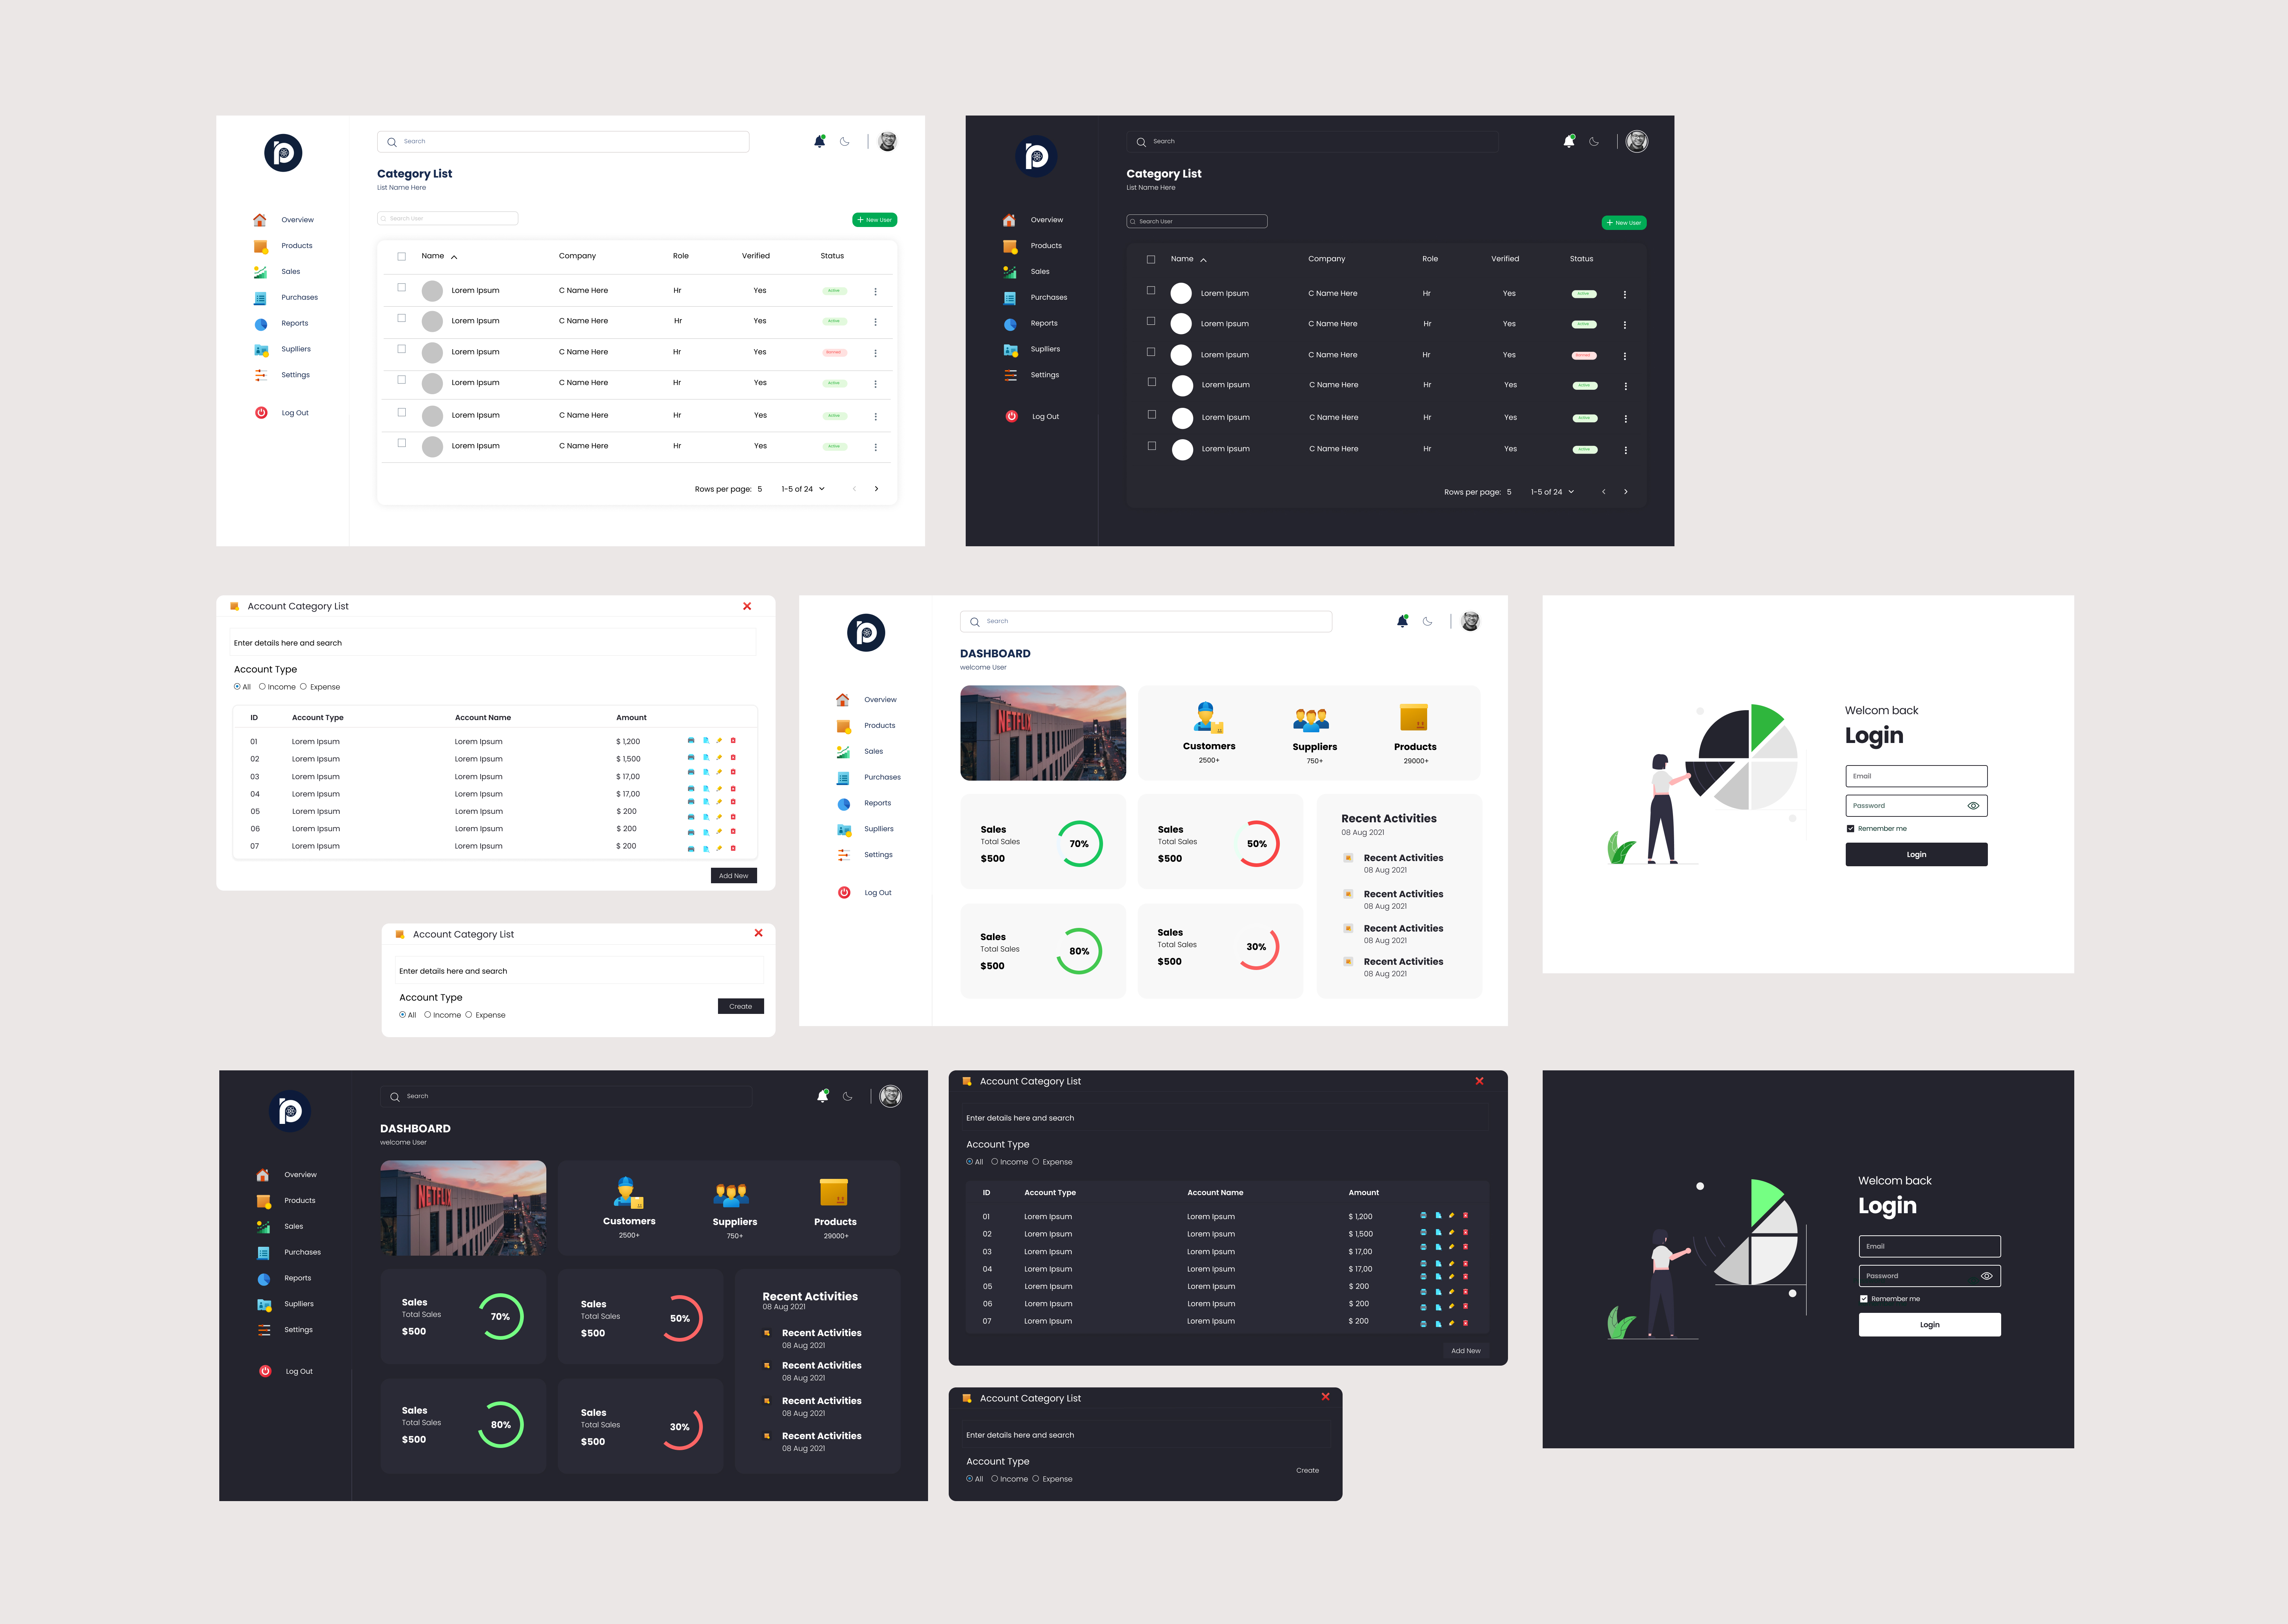 Search
Overview
Products
Sales
Purchases
Reports
Suplliers
Settings
Log Out
Category List
List Name Here
Search User
+ New User
Name Company Role Verified Status
Lorem Ipsum C Name Here Hr Yes Active
Lorem Ipsum C Name Here Hr Yes Active
Lorem Ipsum C Name Here Hr Yes
Lorem Ipsum C Name Here Hr Yes Active
Lorem Ipsum C Name Here Hr Yes Active
Lorem Ipsum C Name Here Hr Yes Active
Rows per page: 5 1-5 of 24
Search
Overview
Products
Sales
Purchases
Reports
Suplliers
Settings
Log Out
Category List
List Name Here
Search User
+ New User
Name Company Role Verified Status
Lorem Ipsum C Name Here Hr Yes Active
Lorem Ipsum C Name Here Hr Yes Active
Lorem Ipsum C Name Here Hr Yes
Lorem Ipsum C Name Here Hr Yes Active
Lorem Ipsum C Name Here Hr Yes Active
Lorem Ipsum C Name Here Hr Yes Active
Rows per page: 5 1-5 of 24
Account Category List
Enter details here and search
Account Type
All Income Expense
ID Account Type Account Name Amount
01 Lorem Ipsum Lorem Ipsum $ 1,200
02 Lorem Ipsum Lorem Ipsum $ 1,500
03 Lorem Ipsum Lorem Ipsum $ 17,00
04 Lorem Ipsum Lorem Ipsum $ 17,00
05 Lorem Ipsum Lorem Ipsum $ 200
06 Lorem Ipsum Lorem Ipsum $ 200
07 Lorem Ipsum Lorem Ipsum $ 200
Add New
Account Category List
Enter details here and search
Account Type
All Income Expense
Create
Search
Overview
Products
Sales
Purchases
Reports
Suplliers
Settings
Log Out
DASHBOARD
welcome User
NETFLIX
Customers
2500+
Suppliers
750+
Products
29000+
Sales
Total Sales
$500
70%
Sales
Total Sales
$500
50%
Sales
Total Sales
$500
80%
Sales
Total Sales
$500
30%
Recent Activities
08 Aug 2021
Recent Activities
08 Aug 2021
Recent Activities
08 Aug 2021
Recent Activities
08 Aug 2021
Recent Activities
08 Aug 2021
Welcom back
Login
Email
Password
Remember me
Login
Search
Overview
Products
Sales
Purchases
Reports
Suplliers
Settings
Log Out
DASHBOARD
welcome User
NETFLIX
Customers
2500+
Suppliers
750+
Products
29000+
Sales
Total Sales
$500
70%
Sales
Total Sales
$500
50%
Sales
Total Sales
$500
80%
Sales
Total Sales
$500
30%
Recent Activities
08 Aug 2021
Recent Activities
08 Aug 2021
Recent Activities
08 Aug 2021
Recent Activities
08 Aug 2021
Recent Activities
08 Aug 2021
Account Category List
Enter details here and search
Account Type
All Income Expense
ID Account Type Account Name Amount
01 Lorem Ipsum Lorem Ipsum $ 1,200
02 Lorem Ipsum Lorem Ipsum $ 1,500
03 Lorem Ipsum Lorem Ipsum $ 17,00
04 Lorem Ipsum Lorem Ipsum $ 17,00
05 Lorem Ipsum Lorem Ipsum $ 200
06 Lorem Ipsum Lorem Ipsum $ 200
07 Lorem Ipsum Lorem Ipsum $ 200
Add New
Account Category List
Enter details here and search
Account Type
All Income Expense
Create
Welcom back
Login
Email
Password
Remember me
Login